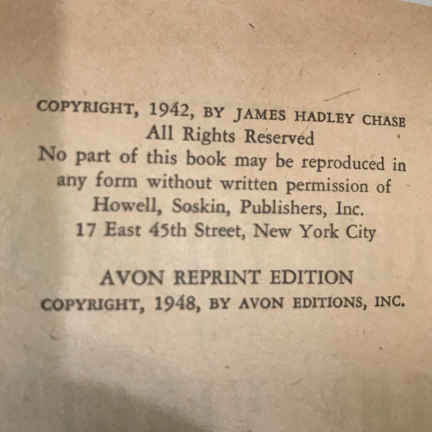 COPYRIGHT, 1942, BY JAMES HADLEY CHASE
All Rights Reserved
No part of this book may be reproduced in
any form without written permission of
Howell, Soskin, Publishers, Inc.
17 East 45th Street, New York City
AVON REPRINT EDITION
COPYRIGHT, 1948, BY AVON EDITIONS, INC.